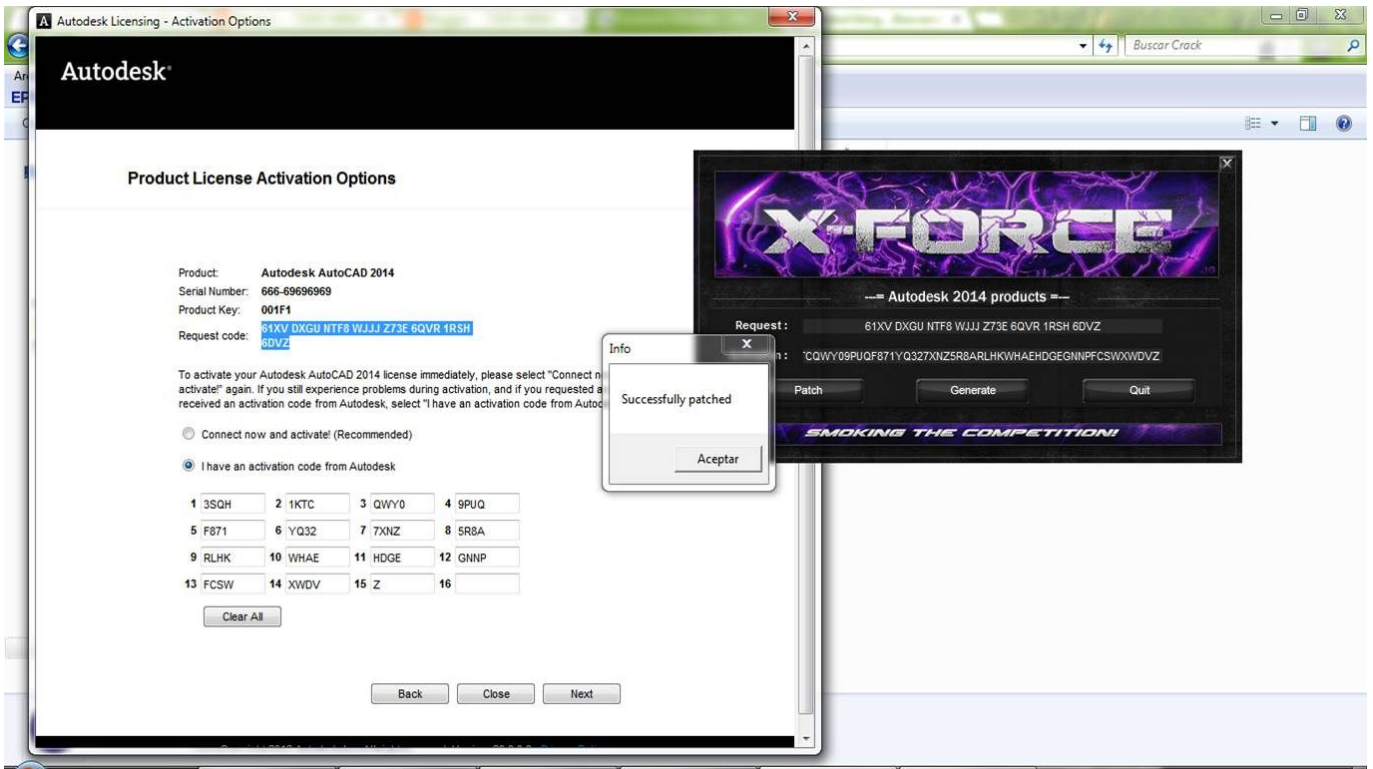 Autodesk Licensing - Activation Options
Buscar Crack
Autodesk
Product License Activation Options
Product: Autodesk AutoCAD 2014
Serial Number: 666-69696969
Product Key: 001F1
Request code: 61XV DXGU NTF8 WJJJ Z73E 6QVR 1RSH
6DVZ
To activate your Autodesk AutoCAD 2014 license immediately, please select "Connect
activate!" again. If you still experience problems during activation, and if you requested
received an activation code from Autodesk, select "I have an activation code from
Connect now and activate! (Recommended)
I have an activation code from Autodesk
1 3SQH 2 1KTC 3 QWY0 4 9PUQ
5 F871 6 YQ32 7 7XNZ 8 5R8A
9 RLHK 10 WHAE 11 HDGE 12 GNNP
13 FCSW 14 XWDV 15 Z 16
Clear All
Back Close Next
X-FORCE
---= Autodesk 2014 products =---
Request: 61XV DXGU NTF8 WJJJ Z73E 6QVR 1RSH 6DVZ
CQWY09PUQF871YQ327XNZ5R8ARLHKWHAEHDGEGNNPFCSWXWDVZ
Patch Generate Quit
SMOKING THE COMPETITION!
Info
Successfully patched
Aceptar